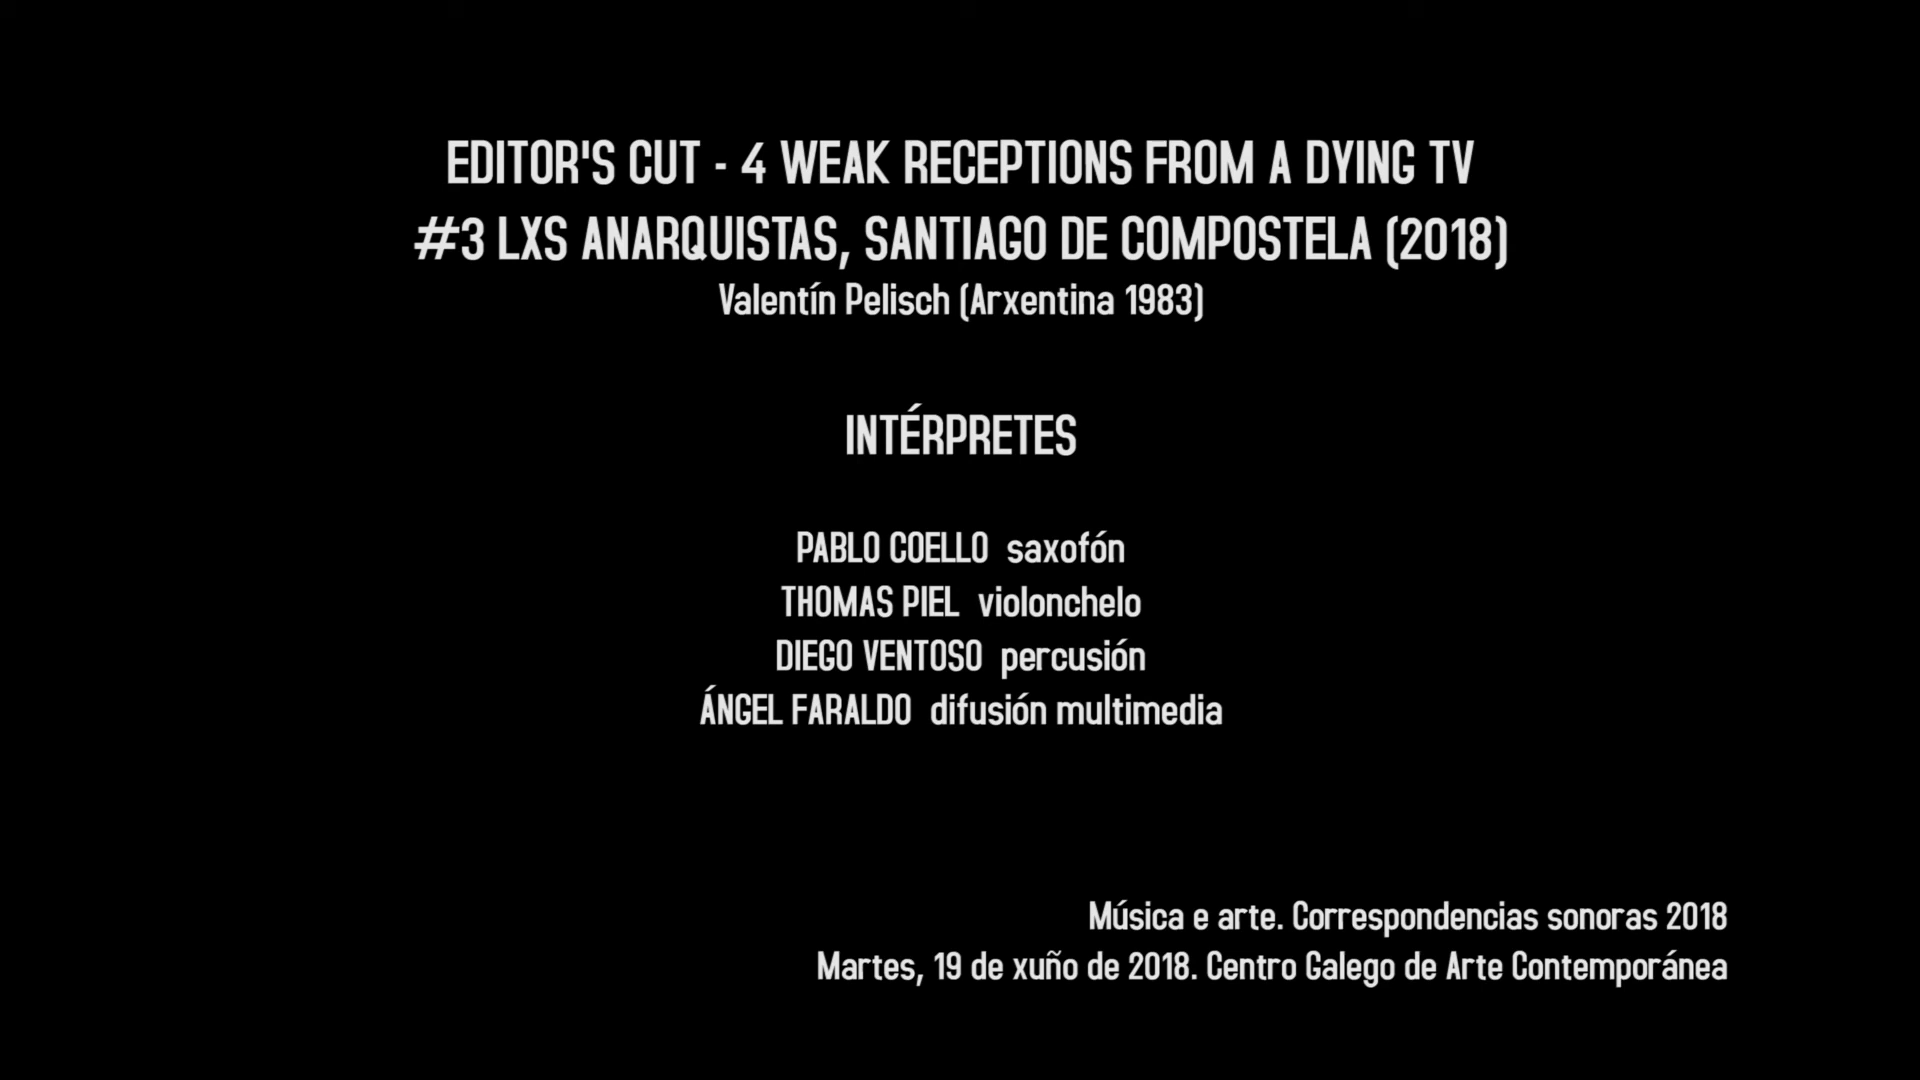 EDITOR'S CUT - 4 WEAK RECEPTIONS FROM A DYING TV
#3 LXS ANARQUISTAS, SANTIAGO DE COMPOSTELA (2018)
Valentín Pelisch (Arxentina 1983)
INTÉRPRETES
PABLO COELLO saxofón
THOMAS PIEL violonchelo
DIEGO VENTOSO percusión
ÁNGEL FARALDO difusión multimedia
Música e arte. Correspondencias sonoras 2018
Martes, 19 de xuño de 2018. Centro Galego de Arte Contemporánea